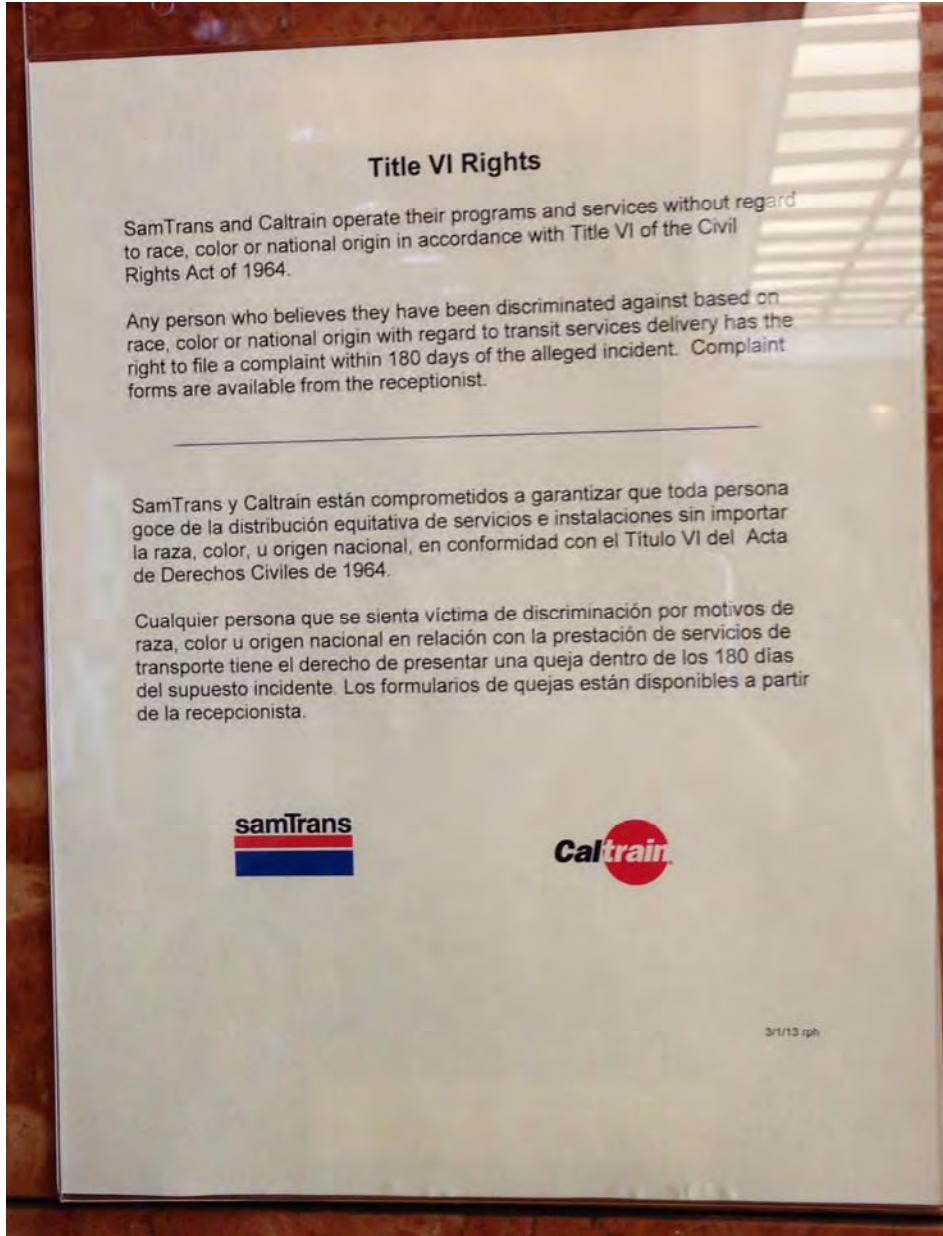 Title VI Rights
SamTrans and Caltrain operate their programs and services without regard
to race, color or national origin in accordance with Title VI of the Civil
Rights Act of 1964.
Any person who believes they have been discriminated against based on
race, color or national origin with regard to transit services delivery has the
right to file a complaint within 180 days of the alleged incident.  Complaint
forms are available from the receptionist.
SamTrans y Caltrain están comprometidos a garantizar que toda persona
goce de la distribución equitativa de servicios e instalaciones sin importar
la raza, color, u origen nacional, en conformidad con el Título VI del  Acta
de Derechos Civiles de 1964.
Cualquier persona que se sienta víctima de discriminación por motivos de
raza, color u origen nacional en relación con la prestación de servicios de
transporte tiene el derecho de presentar una queja dentro de los 180 días
del supuesto incidente. Los formularios de quejas están disponibles a partir
de la recepcionista.
samTrans
Caltrain
3/1/13 rph